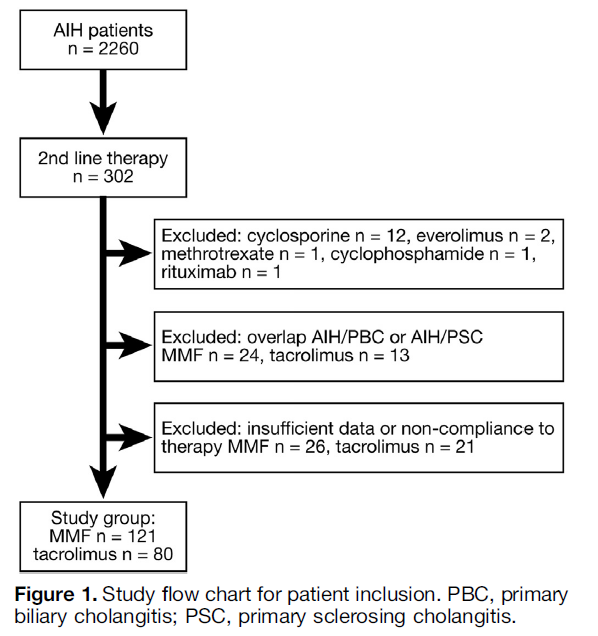 AIH patients
n = 2260
2nd line therapy
n = 302
Excluded: cyclosporine n = 12, everolimus n = 2,
methrotrexate n = 1, cyclophosphamide n = 1,
rituximab n = 1
Excluded: overlap AIH/PBC or AIH/PSC
MMF n = 24, tacrolimus n = 13
Excluded: insufficient data or non-compliance to
therapy MMF n = 26, tacrolimus n = 21
Study group:
MMF n = 121
tacrolimus n = 80
Figure 1. Study flow chart for patient inclusion. PBC, primary
biliary cholangitis; PSC, primary sclerosing cholangitis.